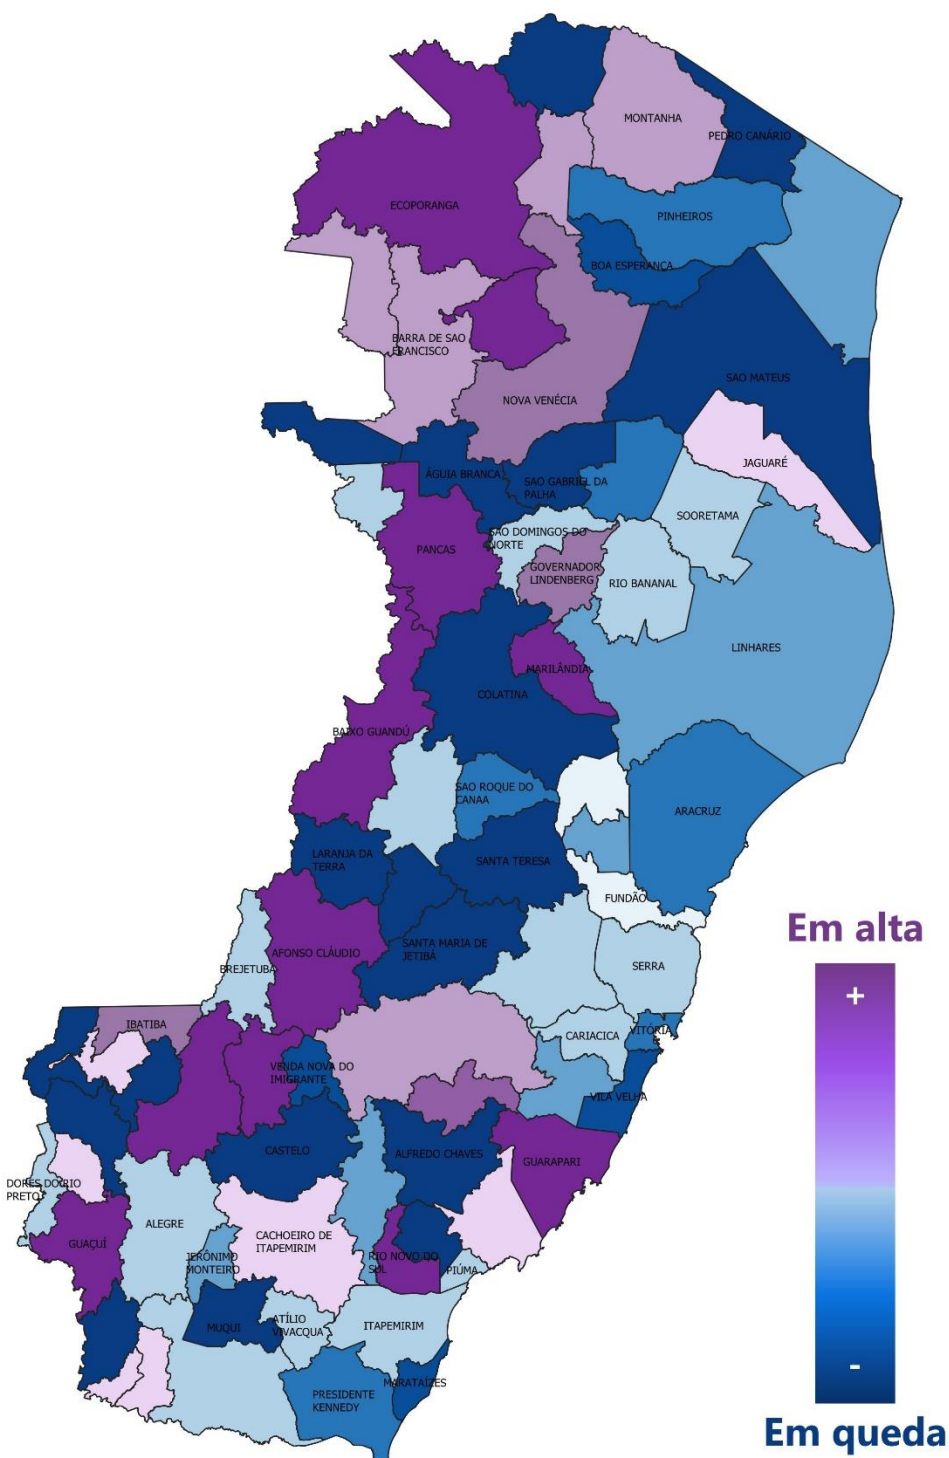 MONTANHA
PEDRO CANÁRIO
ECOPORANGA
PINHEIROS
BOA ESPERANÇA
BARRA DE SAO
FRANCISCO
SAO MATEUS
NOVA VENÉCIA
JAGUARÉ
ÁGUIA BRANCA
SAO GABRIEL DA
PALHA
SOORETAMA
SAO DOMINGOS DO
NORTE
PANCAS
GOVERNADOR
LINDENBERG
RIO BANANAL
LINHARES
MARILÂNDIA
COLATINA
BAIXO GUANDÚ
SAO ROQUE DO
CANAA
ARACRUZ
LARANJA DA
TERRA
SANTA TERESA
FUNDÃO
Em alta
AFONSO CLÁUDIO
SANTA MARIA DE
JETIBÁ
BREJETUBA
SERRA
+
IBATIBA
CARIACICA
VITÓRIA
VENDA NOVA DO
IMIGRANTE
VILA VELHA
CASTELO
ALFREDO CHAVES
GUARAPARI
DORES DO RIO
PRETO
ALEGRE
GUAÇUÍ
CACHOEIRO DE
ITAPEMIRIM
JERÔNIMO
MONTEIRO
RIO NOVO DO
SUL
PIÚMA
ATÍLIO
VIVACQUA
MUQUI
ITAPEMIRIM
-
MARATAÍZES
PRESIDENTE
KENNEDY
Em queda